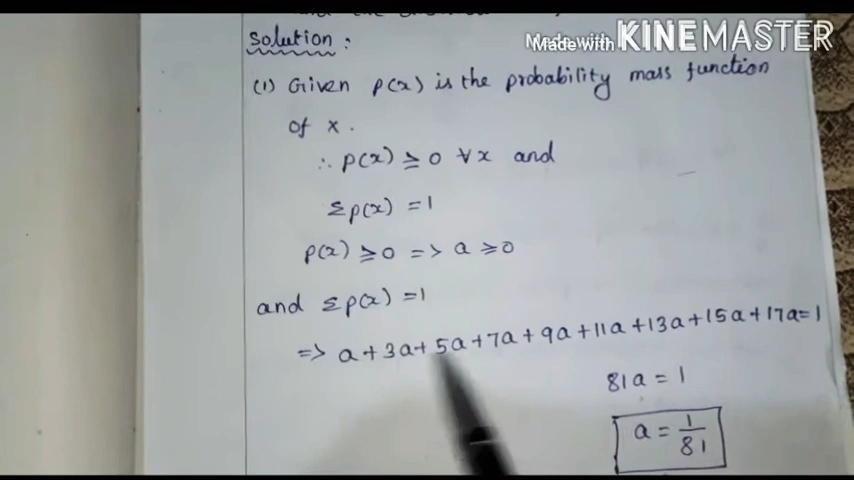 Solution :
Made with KINEMASTER
(1) Given p(x) is the probability mass function
of x.
∴ p(x) ≥ 0 ∀x and
Σp(x) = 1
p(x) ≥ 0 => a ≥ 0
and Σp(x) = 1
=> a + 3a + 5a + 7a + 9a + 11a + 13a + 15a + 17a = 1
81a = 1
a = 1/81